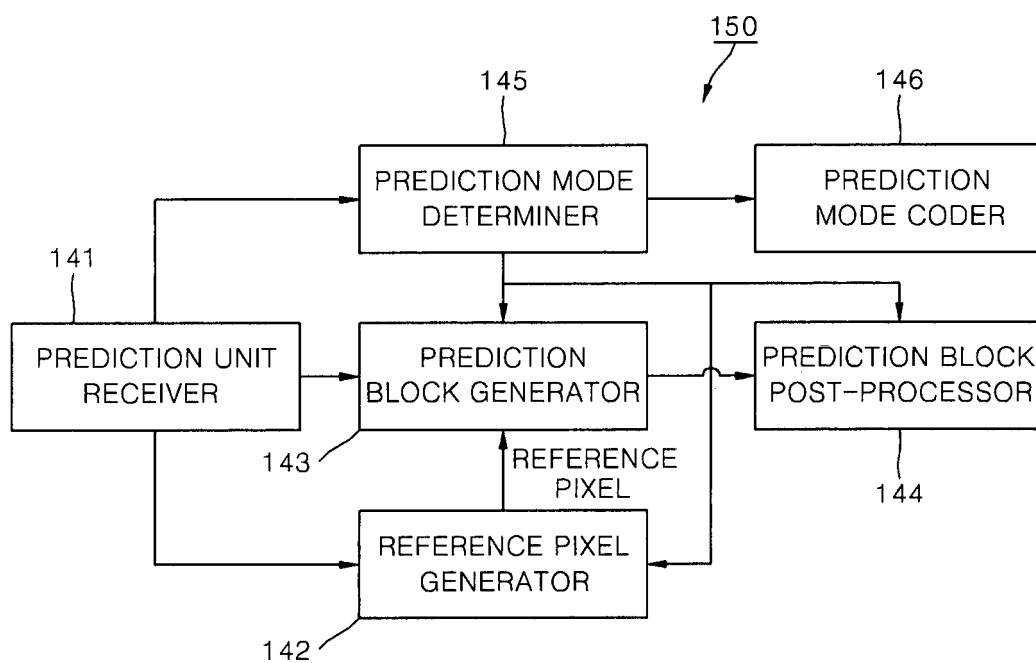 150
145
146
PREDICTION MODE
DETERMINER
PREDICTION
MODE CODER
141
PREDICTION UNIT
RECEIVER
PREDICTION
BLOCK GENERATOR
PREDICTION BLOCK
POST-PROCESSOR
143
REFERENCE
PIXEL
144
REFERENCE PIXEL
GENERATOR
142